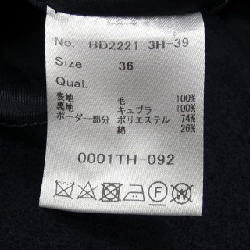 No. BD2221 3H-39
Size 36
Qual.
表地 毛 100%
裏地 キュプラ 100%
ボーダー部分 ポリエステル 74%
綿 26%
0001TH-092